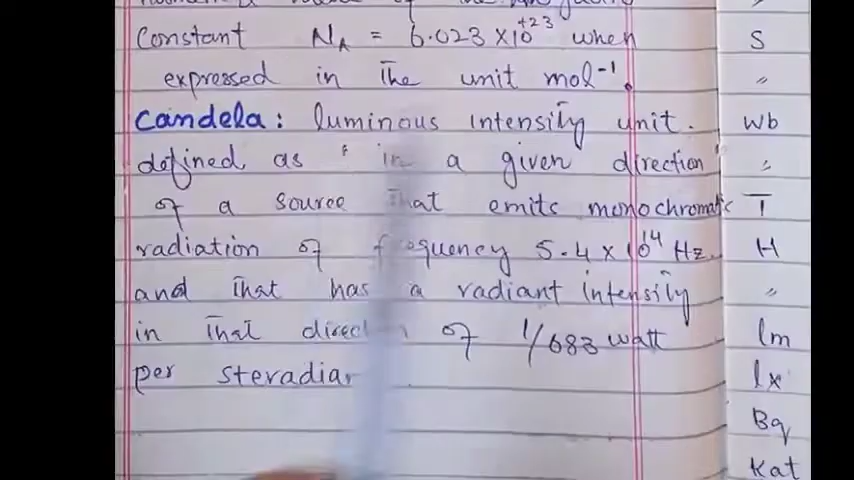 Constant N_A = 6.023 × 10^+23 when
expressed in the unit mol⁻¹.
Candela: luminous intensity unit.
defined as " in a given direction"
of a source that emits monochromatic
radiation of frequency 5.4 × 10^14 Hz.
and that has a radiant intensity
in that direc n of 1/683 watt
per steradian
S
"
Wb
"
T
H
"
lm
lx
Bq
Kat